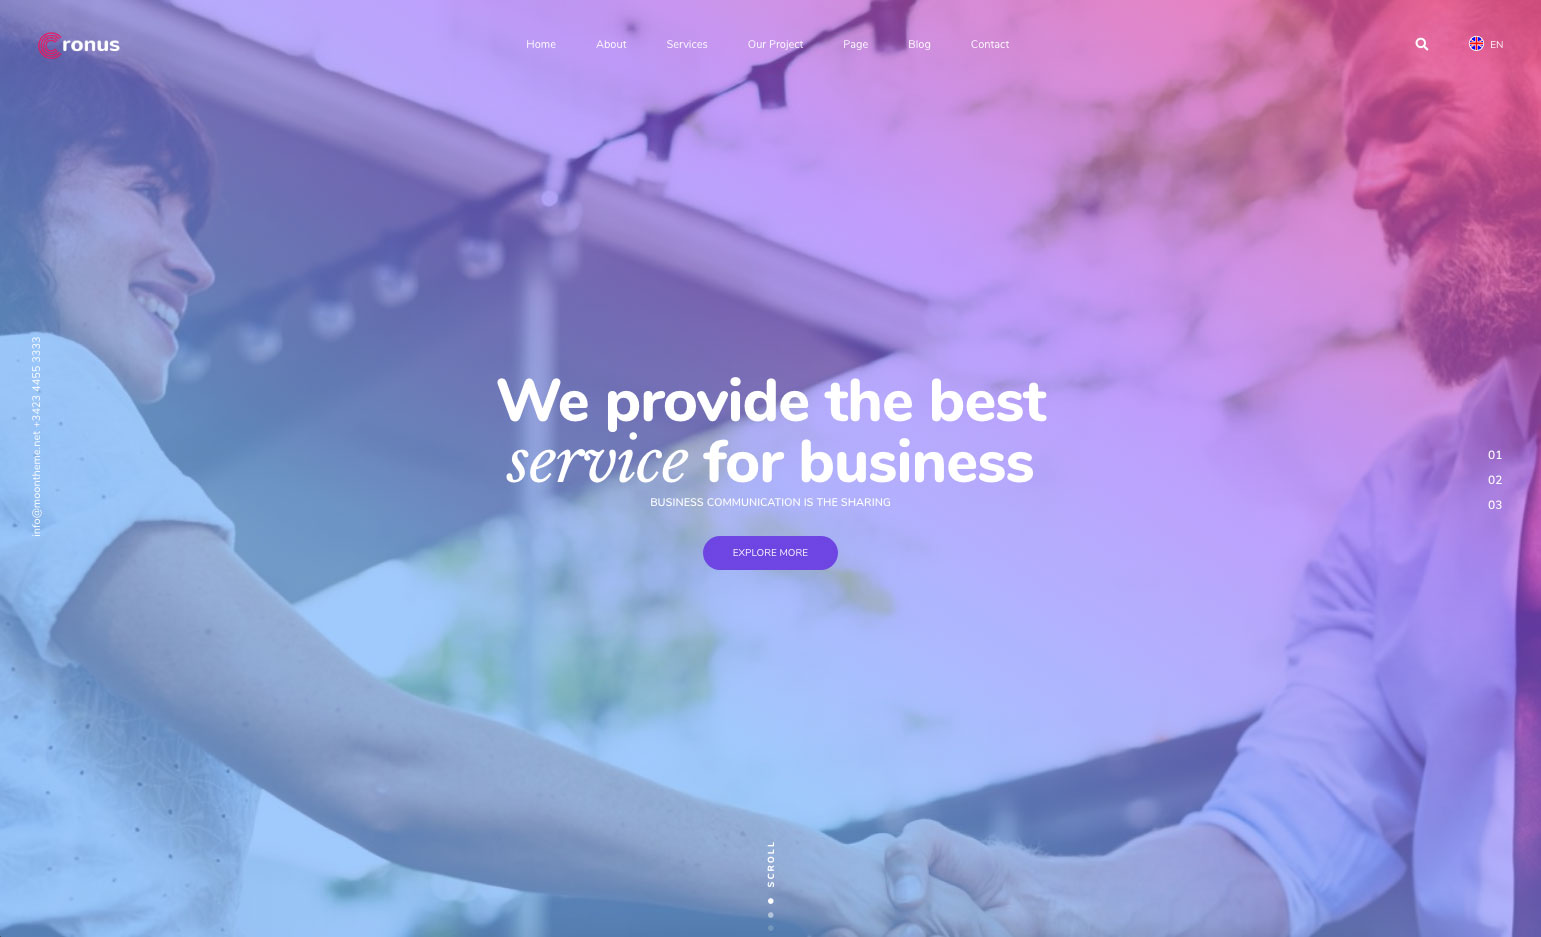 Cronus
Home
About
Services
Our Project
Page
Blog
Contact
EN
info@moontheme.net +3423 4455 3333
We provide the best
service for business
BUSINESS COMMUNICATION IS THE SHARING
EXPLORE MORE
01
02
03
SCROLL